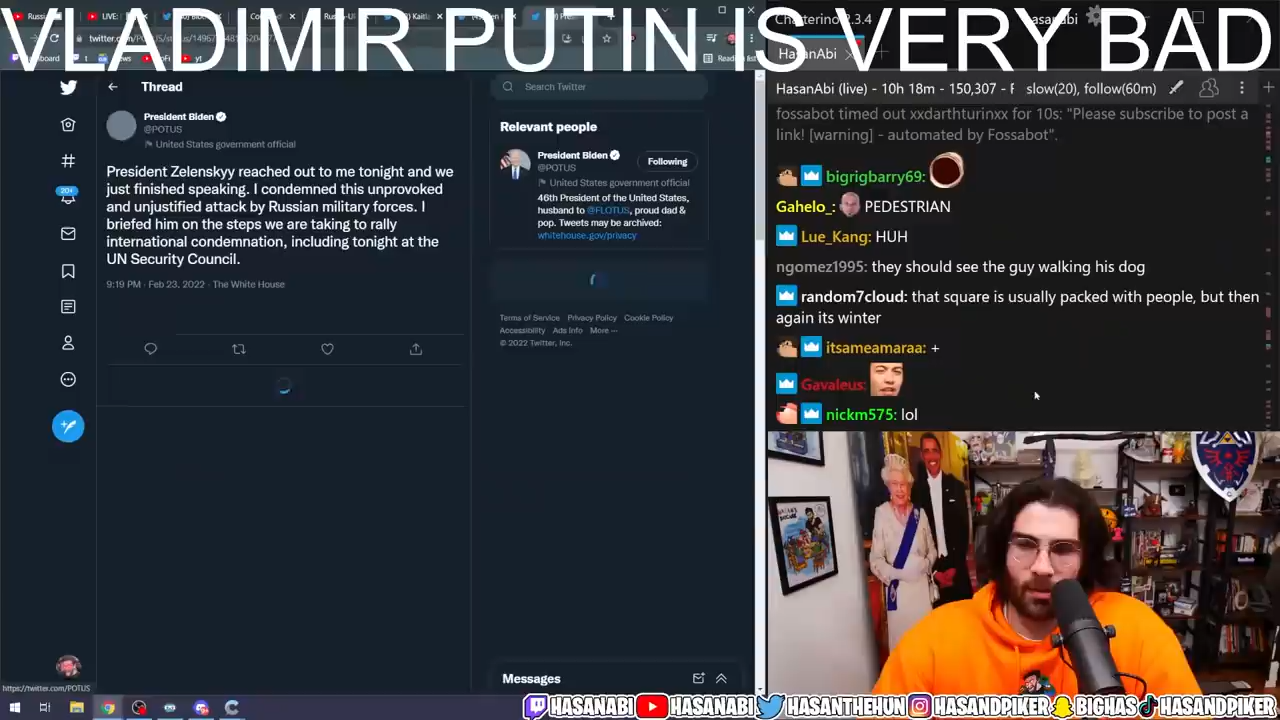 VLADIMIR PUTIN IS VERY BAD
Chatterino 2.3.4
HasanAbi
HasanAbi (live) - 10h 18m - 150,307 - F slow(20), follow(60m)
fossabot timed out xxdarthturinxx for 10s: "Please subscribe to post a
link! [warning] - automated by Fossabot".
bigrigbarry69:
Gahelo_: PEDESTRIAN
Lue_Kang: HUH
ngomez1995: they should see the guy walking his dog
random7cloud: that square is usually packed with people, but then
again its winter
itsameamaraa: +
Gavaleus:
nickm575: lol
Thread
President Biden
@POTUS
United States government official
President Zelenskyy reached out to me tonight and we
just finished speaking. I condemned this unprovoked
and unjustified attack by Russian military forces. I
briefed him on the steps we are taking to rally
international condemnation, including tonight at the
UN Security Council.
9:19 PM · Feb 23, 2022 · The White House
20+
Search Twitter
Relevant people
President Biden
Following
@POTUS
United States government official
46th President of the United States,
husband to @FLOTUS, proud dad &
pop. Tweets may be archived:
whitehouse.gov/privacy
Terms of Service Privacy Policy Cookie Policy
Accessibility Ads Info More ···
© 2022 Twitter, Inc.
Messages
https://twitter.com/POTUS
HASANABI HASANABI HASANTHEHUN HASANDPIKER BIGHAS HASANDPIKER